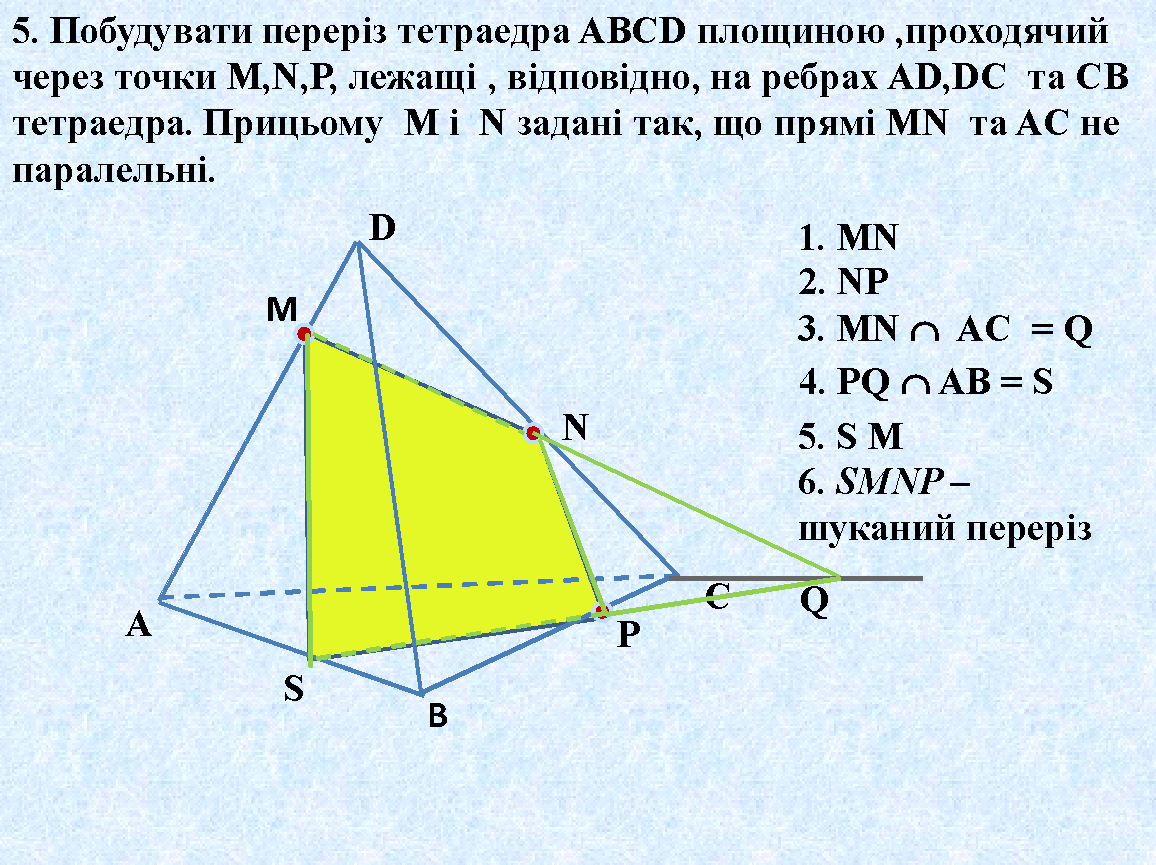 5. Побудувати переріз тетраедра ABCD площиною ,проходячий
через точки M,N,P, лежащі , відповідно, на ребрах AD,DC та CB
тетраедра. Прицьому M і N задані так, що прямі MN та AC не
паралельні.
D
M
N
A
S
B
P
C
Q
1. MN
2. NP
3. MN ∩ AC = Q
4. PQ ∩ AB = S
5. S M
6. SMNP –
шуканий переріз